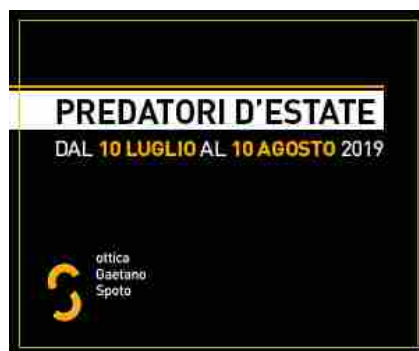 PREDATORI D'ESTATE
DAL 10 LUGLIO AL 10 AGOSTO 2019
ottica
Gaetano
Spoto